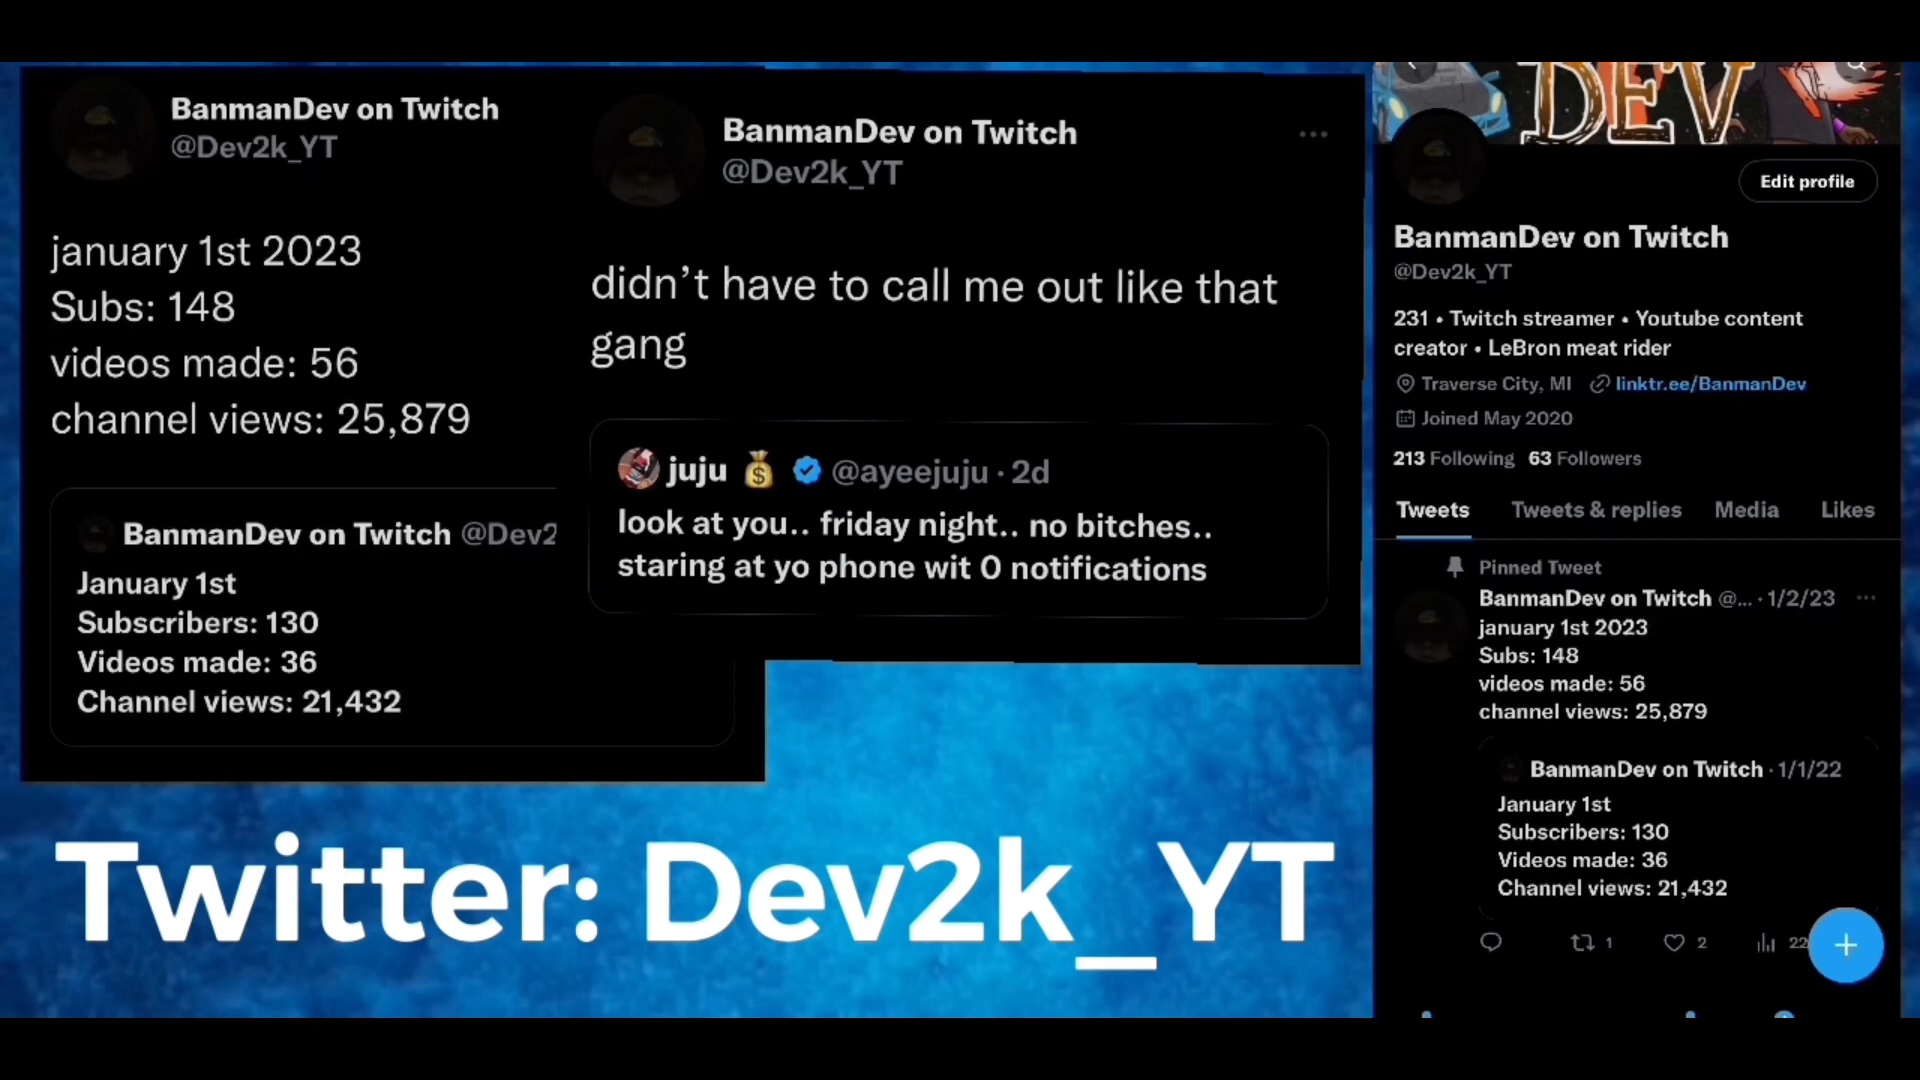 BanmanDev on Twitch
@Dev2k_YT
january 1st 2023
Subs: 148
videos made: 56
channel views: 25,879
BanmanDev on Twitch @Dev2
January 1st
Subscribers: 130
Videos made: 36
Channel views: 21,432
BanmanDev on Twitch
@Dev2k_YT
didn't have to call me out like that
gang
juju 💰 @ayeejuju · 2d
look at you.. friday night.. no bitches..
staring at yo phone wit 0 notifications
Twitter: Dev2k_YT
DEV
Edit profile
BanmanDev on Twitch
@Dev2k_YT
231 • Twitch streamer • Youtube content
creator • LeBron meat rider
Traverse City, MI linktr.ee/BanmanDev
Joined May 2020
213 Following 63 Followers
Tweets Tweets & replies Media Likes
Pinned Tweet
BanmanDev on Twitch @... · 1/2/23
january 1st 2023
Subs: 148
videos made: 56
channel views: 25,879
BanmanDev on Twitch · 1/1/22
January 1st
Subscribers: 130
Videos made: 36
Channel views: 21,432
1 2 22